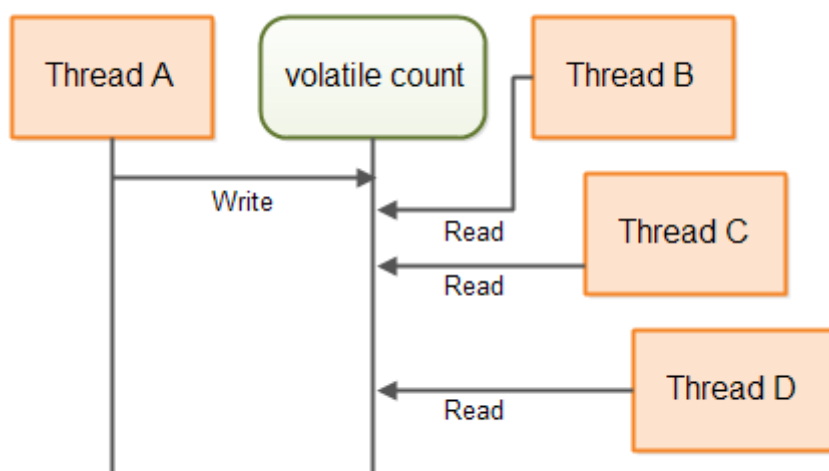 Thread A
volatile count
Thread B
Write
Read
Thread C
Read
Thread D
Read